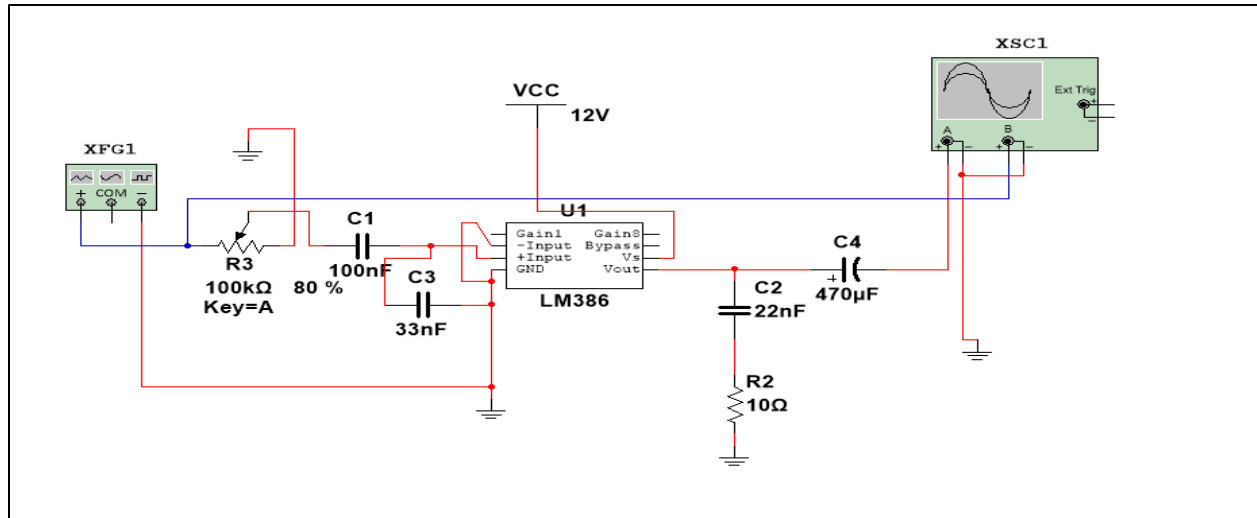 XSC1
Ext Trig
+
−
A
B
+ − + −
VCC
12V
XFG1
+ COM −
R3
100kΩ
Key=A
80 %
C1
100nF
C3
33nF
U1
Gain1 Gain8
-Input Bypass
+Input Vs
GND Vout
LM386
C4
+
470µF
C2
22nF
R2
10Ω